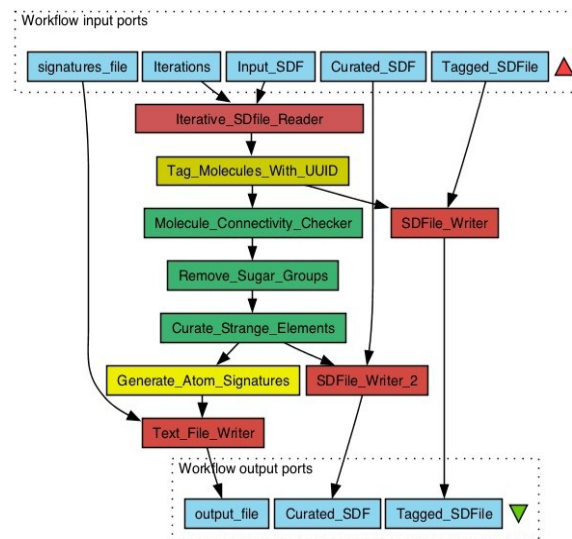 Workflow input ports
signatures_file Iterations Input_SDF Curated_SDF Tagged_SDFile
Iterative_SDfile_Reader
Tag_Molecules_With_UUID
Molecule_Connectivity_Checker SDFile_Writer
Remove_Sugar_Groups
Curate_Strange_Elements
Generate_Atom_Signatures SDFile_Writer_2
Text_File_Writer
Workflow output ports
output_file Curated_SDF Tagged_SDFile